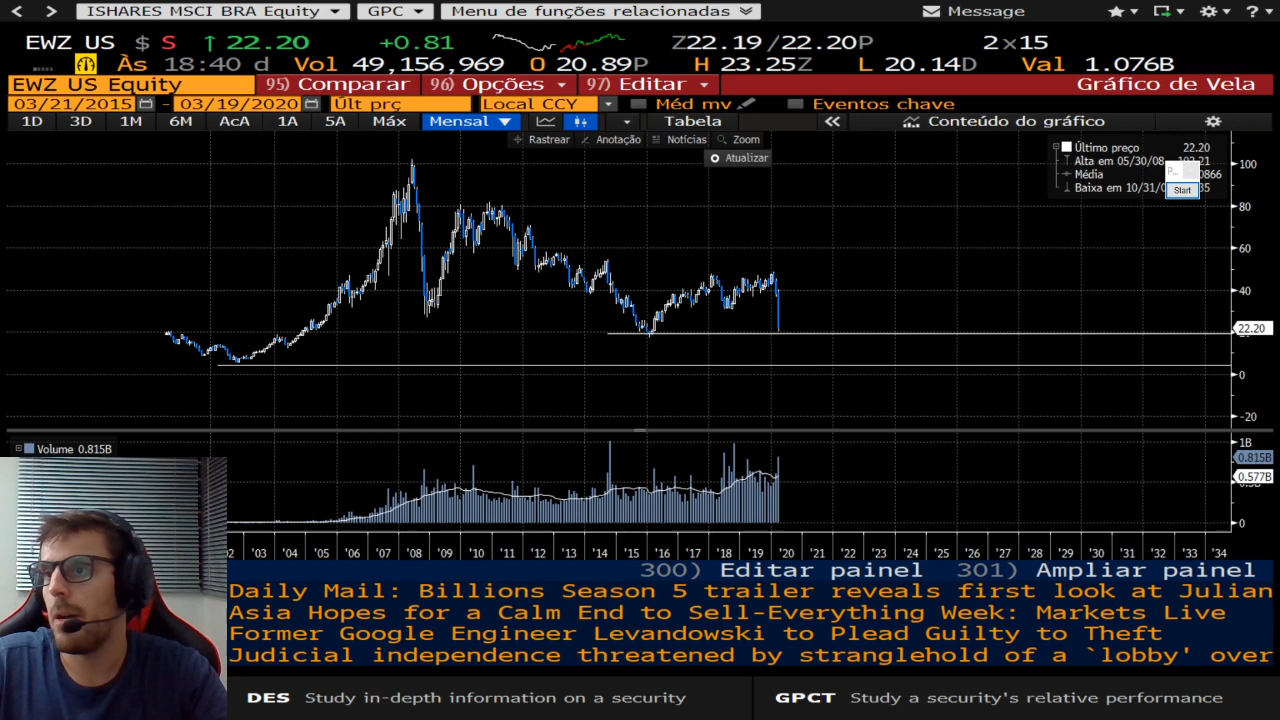 ISHARES MSCI BRA Equity GPC Menu de funções relacionadas Message
EWZ US $ S ↑ 22.20 +0.81 Z22.19/22.20P 2×15
Às 18:40 d Vol 49,156,969 O 20.89P H 23.25Z L 20.14D Val 1.076B
EWZ US Equity 95) Comparar 96) Opções 97) Editar Gráfico de Vela
03/21/2015 - 03/19/2020 Últ prç Local CCY Méd mv Eventos chave
1D 3D 1M 6M AcA 1A 5A Máx Mensal Tabela Conteúdo do gráfico
Rastrear Anotação Notícias Zoom
Atualizar
Último preço 22.20
Alta em 05/30/08
Média 0866
Baixa em 10/31/0
P...
Start
100
80
60
40
22.20
0
-20
Volume 0.815B
1B
0.815B
0.577B
0
'03 '04 '05 '06 '07 '08 '09 '10 '11 '12 '13 '14 '15 '16 '17 '18 '19 '20 '21 '22 '23 '24 '25 '26 '27 '28 '29 '30 '31 '32 '33 '34
300) Editar painel 301) Ampliar painel
Daily Mail: Billions Season 5 trailer reveals first look at Julian
Asia Hopes for a Calm End to Sell-Everything Week: Markets Live
Former Google Engineer Levandowski to Plead Guilty to Theft
Judicial independence threatened by stranglehold of a `lobby' over
DES Study in-depth information on a security GPCT Study a security's relative performance